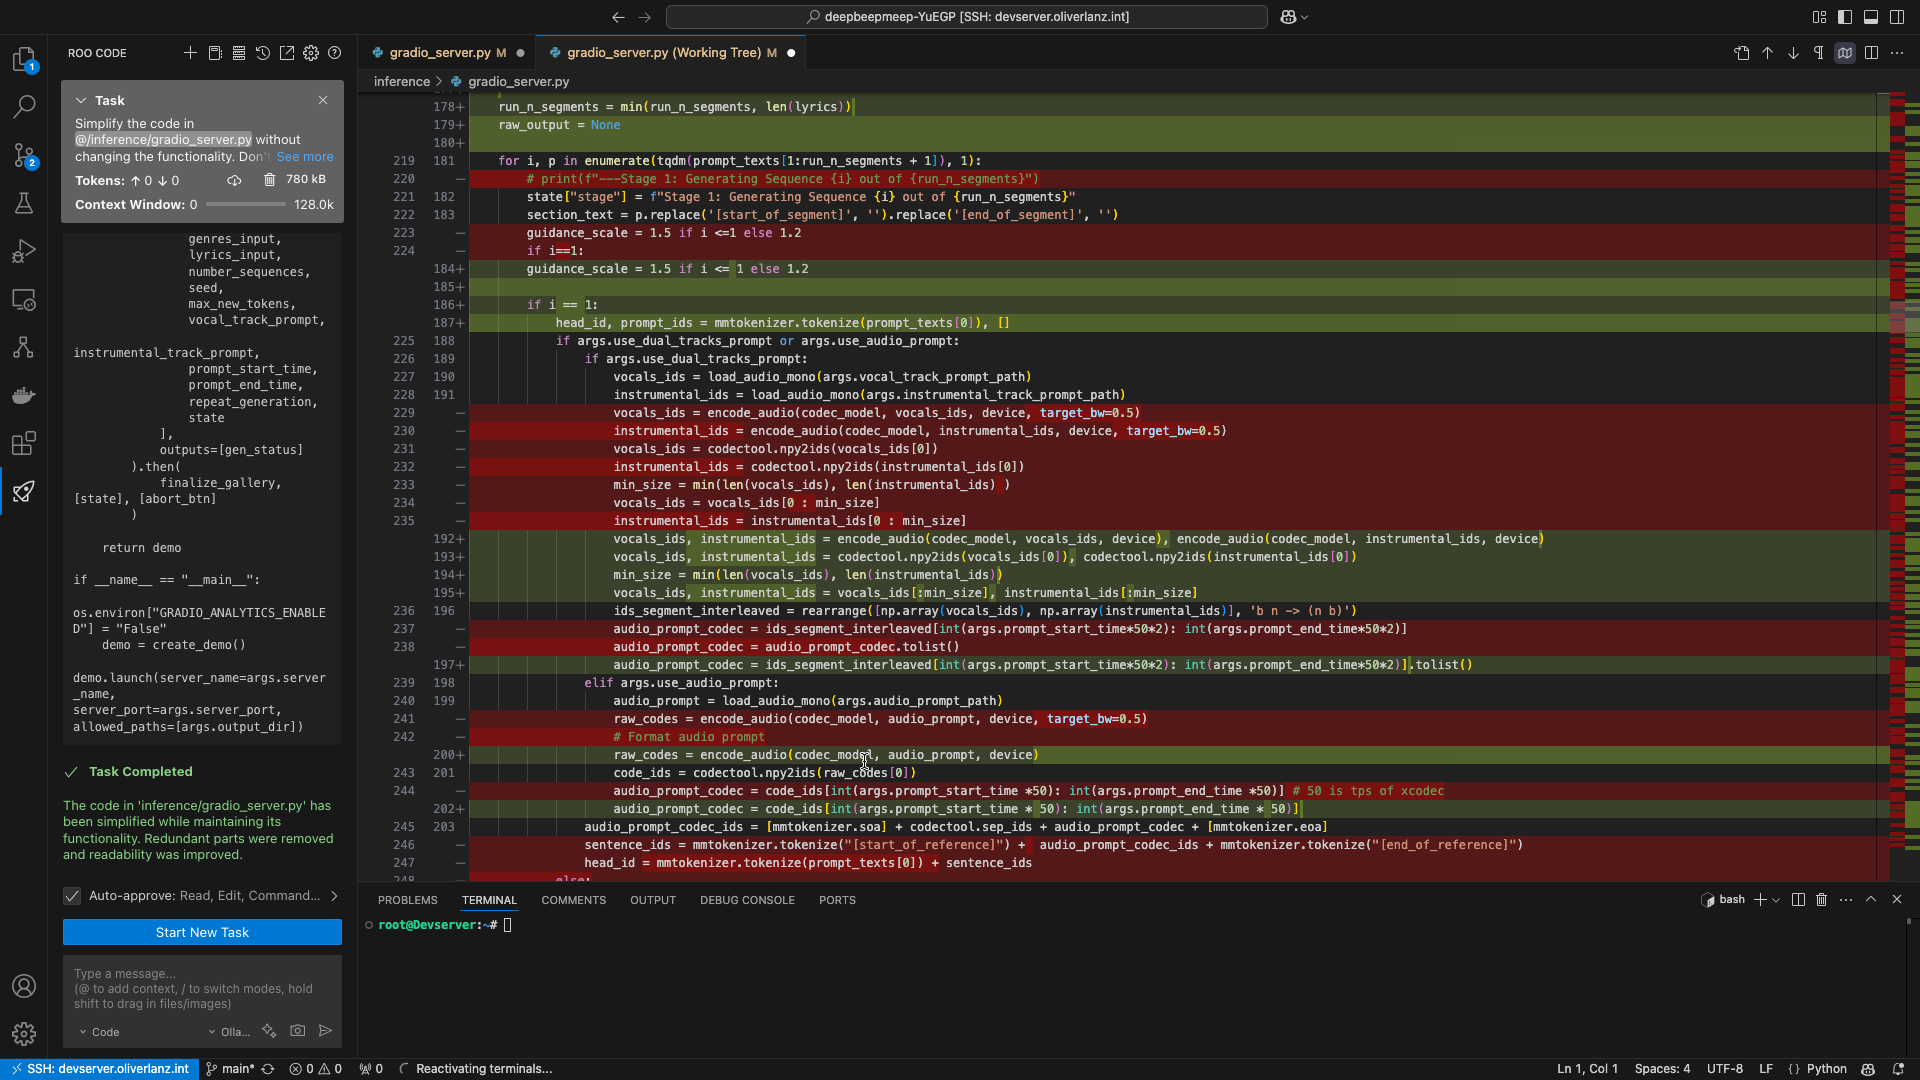 deepbeepmeep-YuEGP [SSH: devserver.oliverlanz.int]
ROO CODE
gradio_server.py M
gradio_server.py (Working Tree) M
inference > gradio_server.py
1
2
Task
Simplify the code in
@/inference/gradio_server.py without
changing the functionality. Don't See more
Tokens: ↑ 0 ↓ 0 780 kB
Context Window: 0 128.0k
genres_input,
lyrics_input,
number_sequences,
seed,
max_new_tokens,
vocal_track_prompt,
instrumental_track_prompt,
prompt_start_time,
prompt_end_time,
repeat_generation,
state
],
outputs=[gen_status]
).then(
finalize_gallery,
[state], [abort_btn]
)
return demo
if __name__ == "__main__":
os.environ["GRADIO_ANALYTICS_ENABLE
D"] = "False"
demo = create_demo()
demo.launch(server_name=args.server
_name,
server_port=args.server_port,
allowed_paths=[args.output_dir])
Task Completed
The code in 'inference/gradio_server.py' has
been simplified while maintaining its
functionality. Redundant parts were removed
and readability was improved.
Auto-approve: Read, Edit, Command...
Start New Task
Type a message...
(@ to add context, / to switch modes, hold
shift to drag in files/images)
Code Olla...
178+ run_n_segments = min(run_n_segments, len(lyrics))
179+ raw_output = None
180+
219 181 for i, p in enumerate(tqdm(prompt_texts[1:run_n_segments + 1]), 1):
220 — # print(f"---Stage 1: Generating Sequence {i} out of {run_n_segments}")
221 182 state["stage"] = f"Stage 1: Generating Sequence {i} out of {run_n_segments}"
222 183 section_text = p.replace('[start_of_segment]', '').replace('[end_of_segment]', '')
223 — guidance_scale = 1.5 if i <=1 else 1.2
224 — if i==1:
184+ guidance_scale = 1.5 if i <= 1 else 1.2
185+
186+ if i == 1:
187+ head_id, prompt_ids = mmtokenizer.tokenize(prompt_texts[0]), []
225 188 if args.use_dual_tracks_prompt or args.use_audio_prompt:
226 189 if args.use_dual_tracks_prompt:
227 190 vocals_ids = load_audio_mono(args.vocal_track_prompt_path)
228 191 instrumental_ids = load_audio_mono(args.instrumental_track_prompt_path)
229 — vocals_ids = encode_audio(codec_model, vocals_ids, device, target_bw=0.5)
230 — instrumental_ids = encode_audio(codec_model, instrumental_ids, device, target_bw=0.5)
231 — vocals_ids = codectool.npy2ids(vocals_ids[0])
232 — instrumental_ids = codectool.npy2ids(instrumental_ids[0])
233 — min_size = min(len(vocals_ids), len(instrumental_ids) )
234 — vocals_ids = vocals_ids[0 : min_size]
235 — instrumental_ids = instrumental_ids[0 : min_size]
192+ vocals_ids, instrumental_ids = encode_audio(codec_model, vocals_ids, device), encode_audio(codec_model, instrumental_ids, device)
193+ vocals_ids, instrumental_ids = codectool.npy2ids(vocals_ids[0]), codectool.npy2ids(instrumental_ids[0])
194+ min_size = min(len(vocals_ids), len(instrumental_ids))
195+ vocals_ids, instrumental_ids = vocals_ids[:min_size], instrumental_ids[:min_size]
236 196 ids_segment_interleaved = rearrange([np.array(vocals_ids), np.array(instrumental_ids)], 'b n -> (n b)')
237 — audio_prompt_codec = ids_segment_interleaved[int(args.prompt_start_time*50*2): int(args.prompt_end_time*50*2)]
238 — audio_prompt_codec = audio_prompt_codec.tolist()
197+ audio_prompt_codec = ids_segment_interleaved[int(args.prompt_start_time*50*2): int(args.prompt_end_time*50*2)].tolist()
239 198 elif args.use_audio_prompt:
240 199 audio_prompt = load_audio_mono(args.audio_prompt_path)
241 — raw_codes = encode_audio(codec_model, audio_prompt, device, target_bw=0.5)
242 — # Format audio prompt
200+ raw_codes = encode_audio(codec_model, audio_prompt, device)
243 201 code_ids = codectool.npy2ids(raw_codes[0])
244 — audio_prompt_codec = code_ids[int(args.prompt_start_time *50): int(args.prompt_end_time *50)] # 50 is tps of xcodec
202+ audio_prompt_codec = code_ids[int(args.prompt_start_time * 50): int(args.prompt_end_time * 50)]
245 203 audio_prompt_codec_ids = [mmtokenizer.soa] + codectool.sep_ids + audio_prompt_codec + [mmtokenizer.eoa]
246 — sentence_ids = mmtokenizer.tokenize("[start_of_reference]") + audio_prompt_codec_ids + mmtokenizer.tokenize("[end_of_reference]")
247 — head_id = mmtokenizer.tokenize(prompt_texts[0]) + sentence_ids
248 — else:
PROBLEMS TERMINAL COMMENTS OUTPUT DEBUG CONSOLE PORTS
bash
root@Devserver:~#
SSH: devserver.oliverlanz.int main* 0 0 0 Reactivating terminals... Ln 1, Col 1 Spaces: 4 UTF-8 LF {} Python